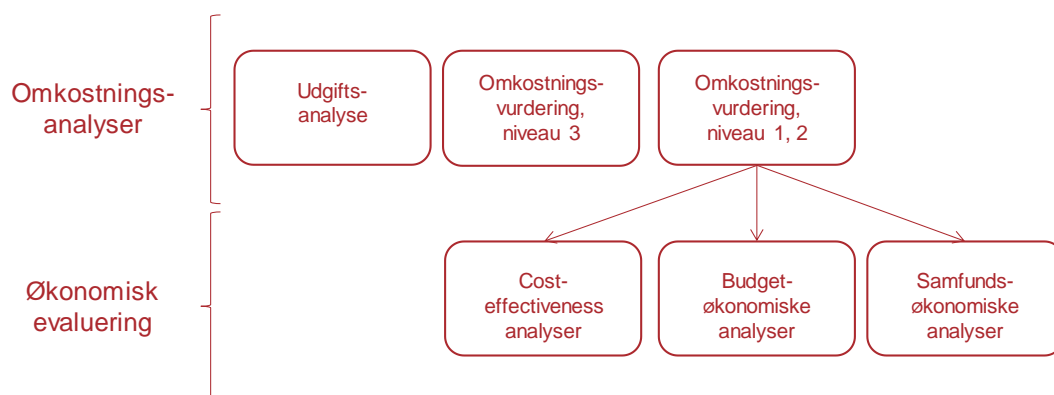 Omkostnings-
analyser
Udgifts-
analyse
Omkostnings-
vurdering,
niveau 3
Omkostnings-
vurdering,
niveau 1, 2
Økonomisk
evaluering
Cost-
effectiveness
analyser
Budget-
økonomiske
analyser
Samfunds-
økonomiske
analyser